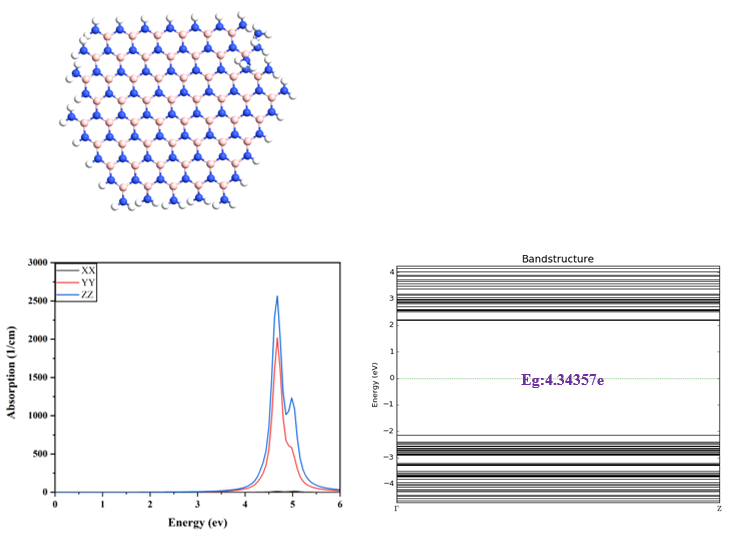 3000
2500
2000
1500
1000
500
0
0 1 2 3 4 5 6
Absorption (1/cm)
Energy (ev)
XX
YY
ZZ
Bandstructure
4
3
2
1
0
−1
−2
−3
−4
Energy (eV)
Eg:4.34357e
Γ Z